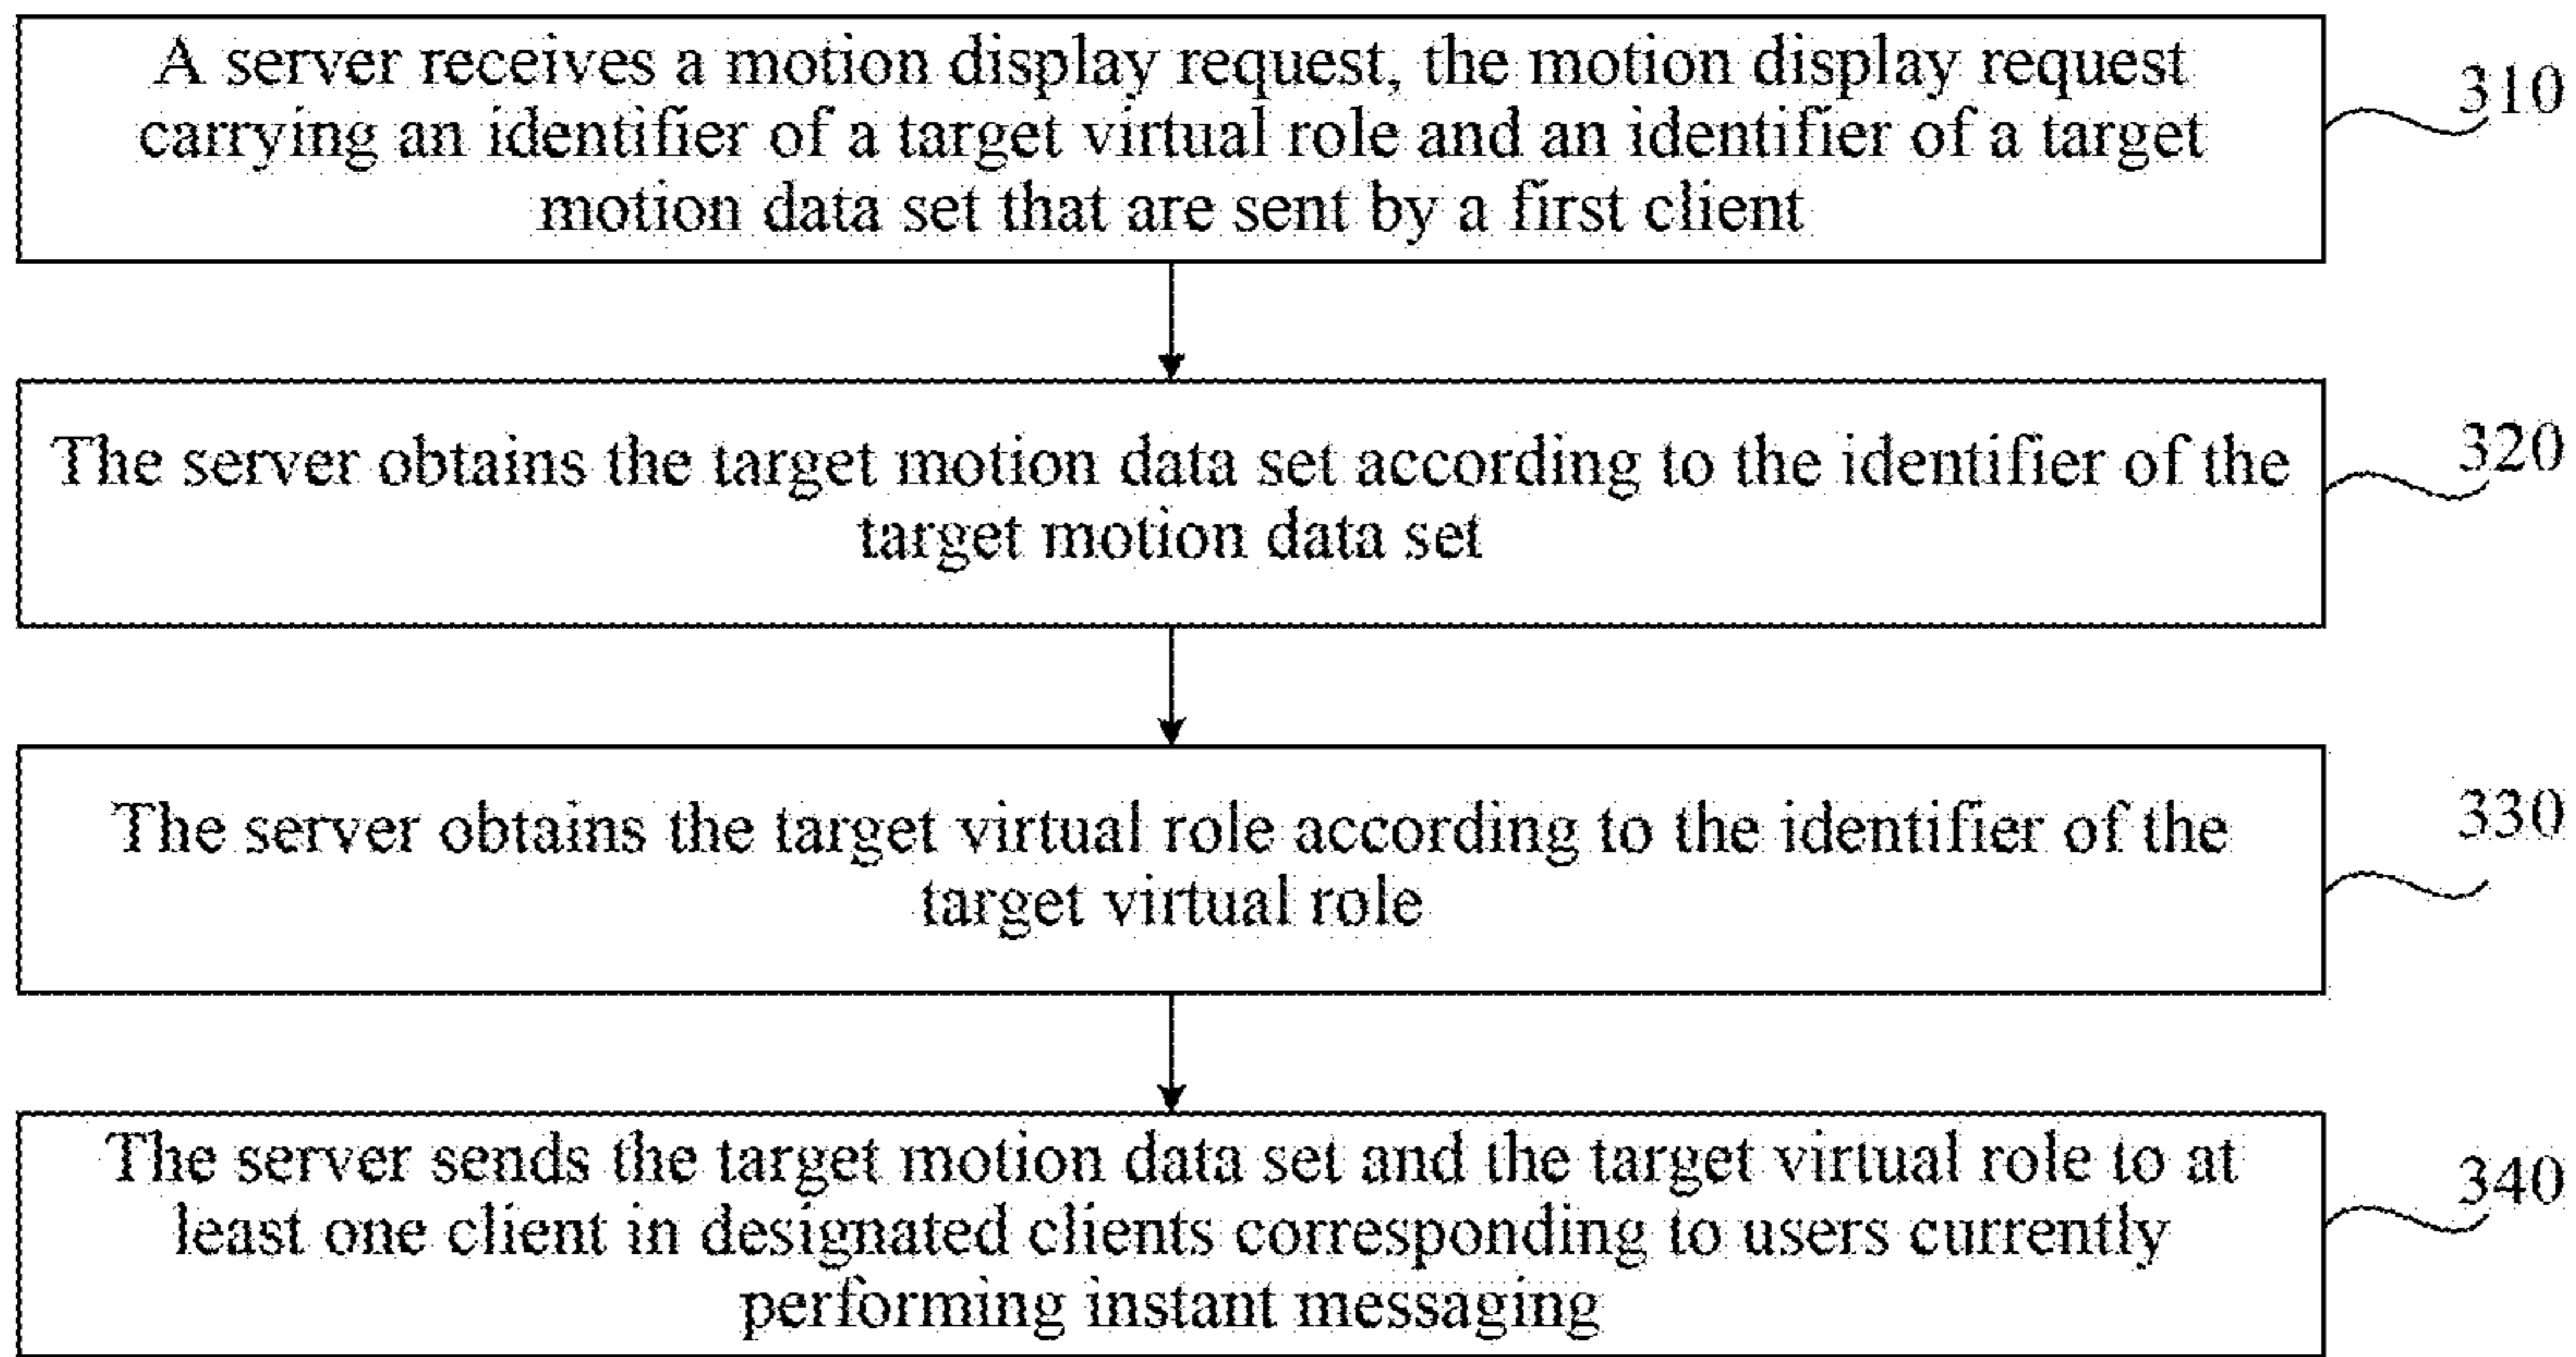 A server receives a motion display request, the motion display request
carrying an identifier of a target virtual role and an identifier of a target
motion data set that are sent by a first client
310
The server obtains the target motion data set according to the identifier of the
target motion data set
320
The server obtains the target virtual role according to the identifier of the
target virtual role
330
The server sends the target motion data set and the target virtual role to at
least one client in designated clients corresponding to users currently
performing instant messaging
340